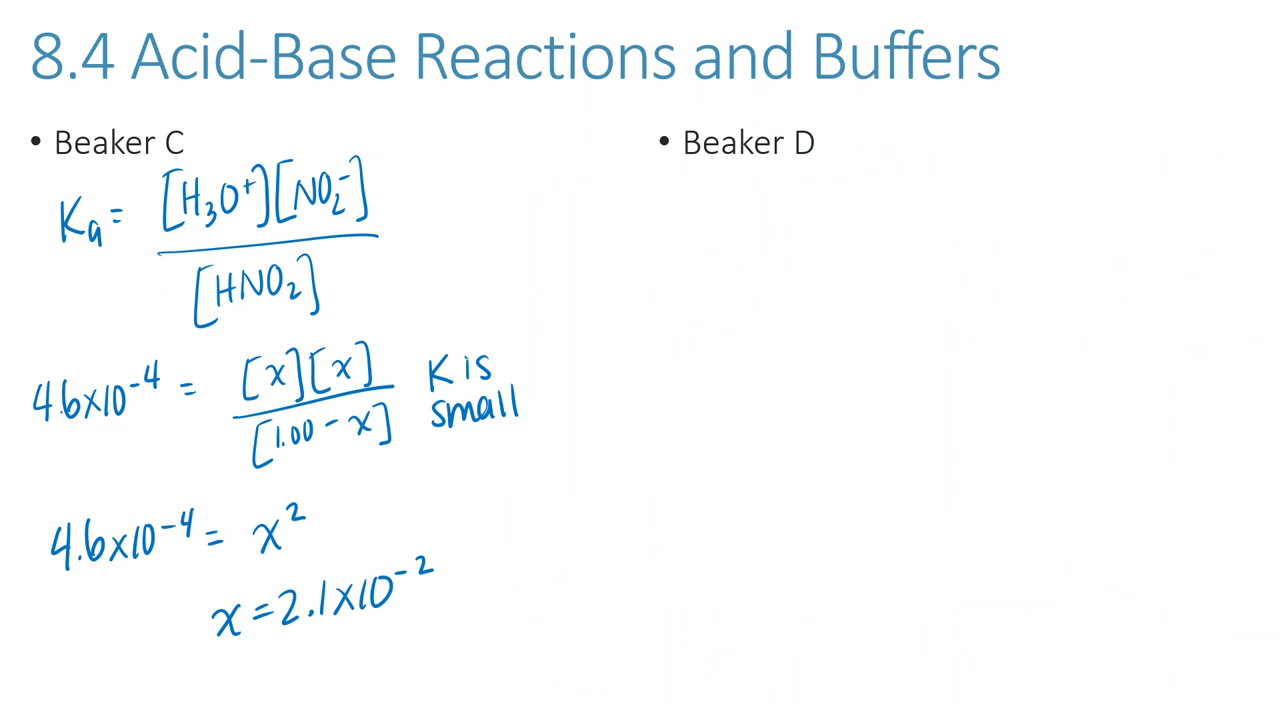 8.4 Acid-Base Reactions and Buffers
• Beaker C
Ka = [H₃O⁺][NO₂⁻]
[HNO₂]
4.6x10⁻⁴ = [x][x]
[1.00 - x]
K is
small
4.6x10⁻⁴ = x²
x = 2.1x10⁻²
• Beaker D